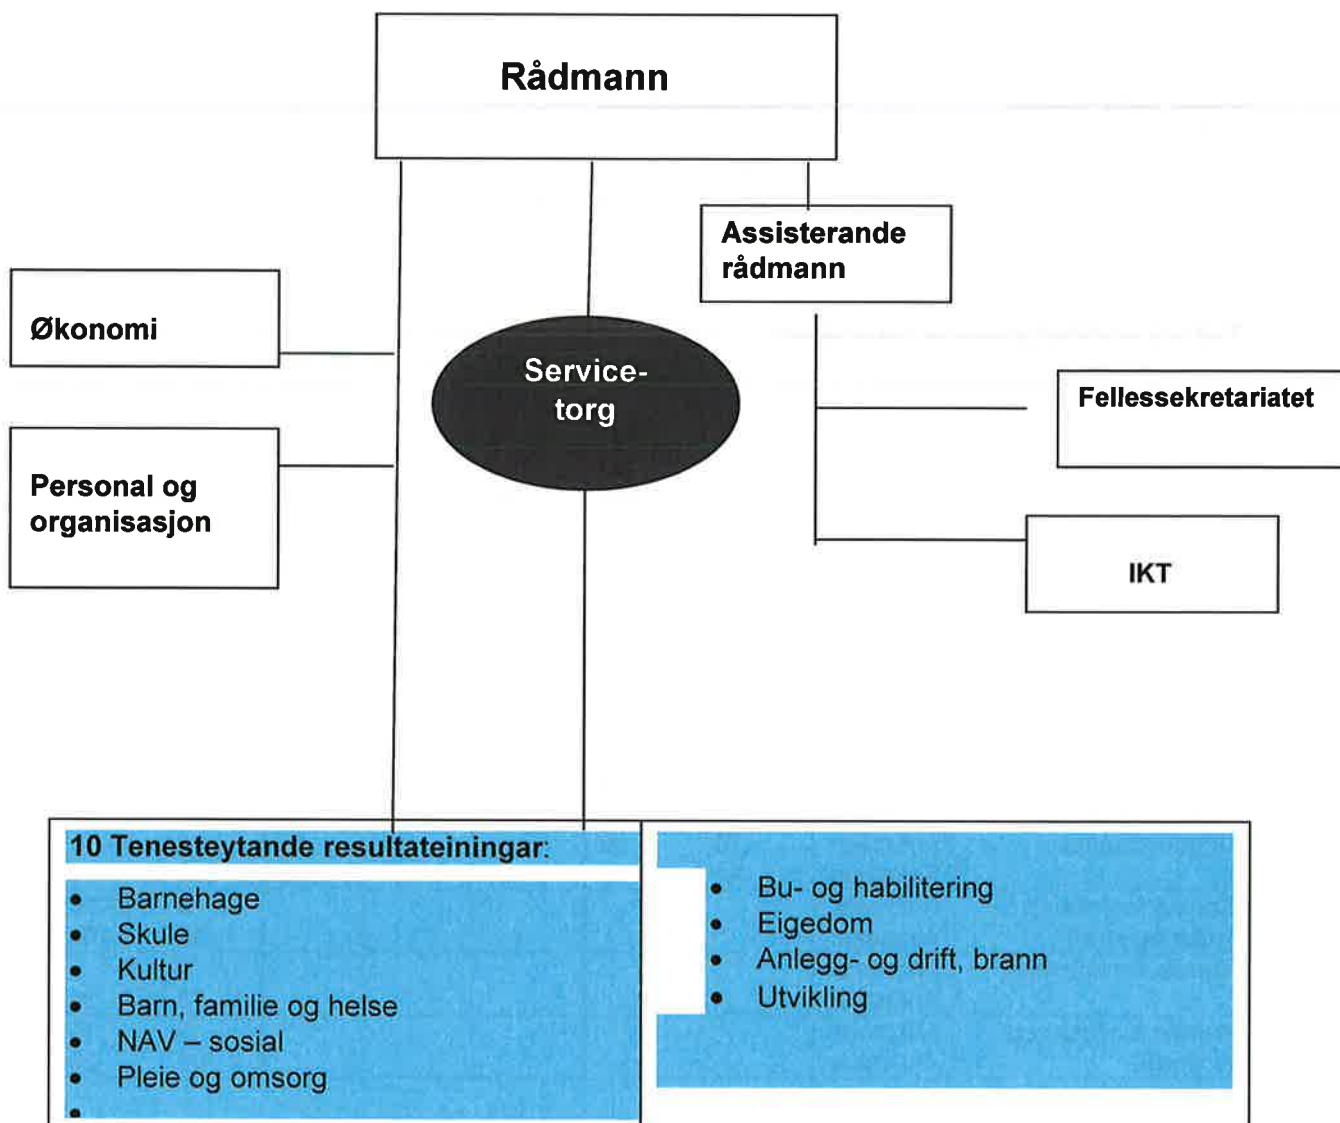 Rådmann
Assisterande
rådmann
Økonomi
Service-
torg
Fellessekretariatet
Personal og
organisasjon
IKT
10 Tenesteytande resultateiningar:
• Barnehage
• Skule
• Kultur
• Barn, familie og helse
• NAV – sosial
• Pleie og omsorg
•
• Bu- og habilitering
• Eigedom
• Anlegg- og drift, brann
• Utvikling